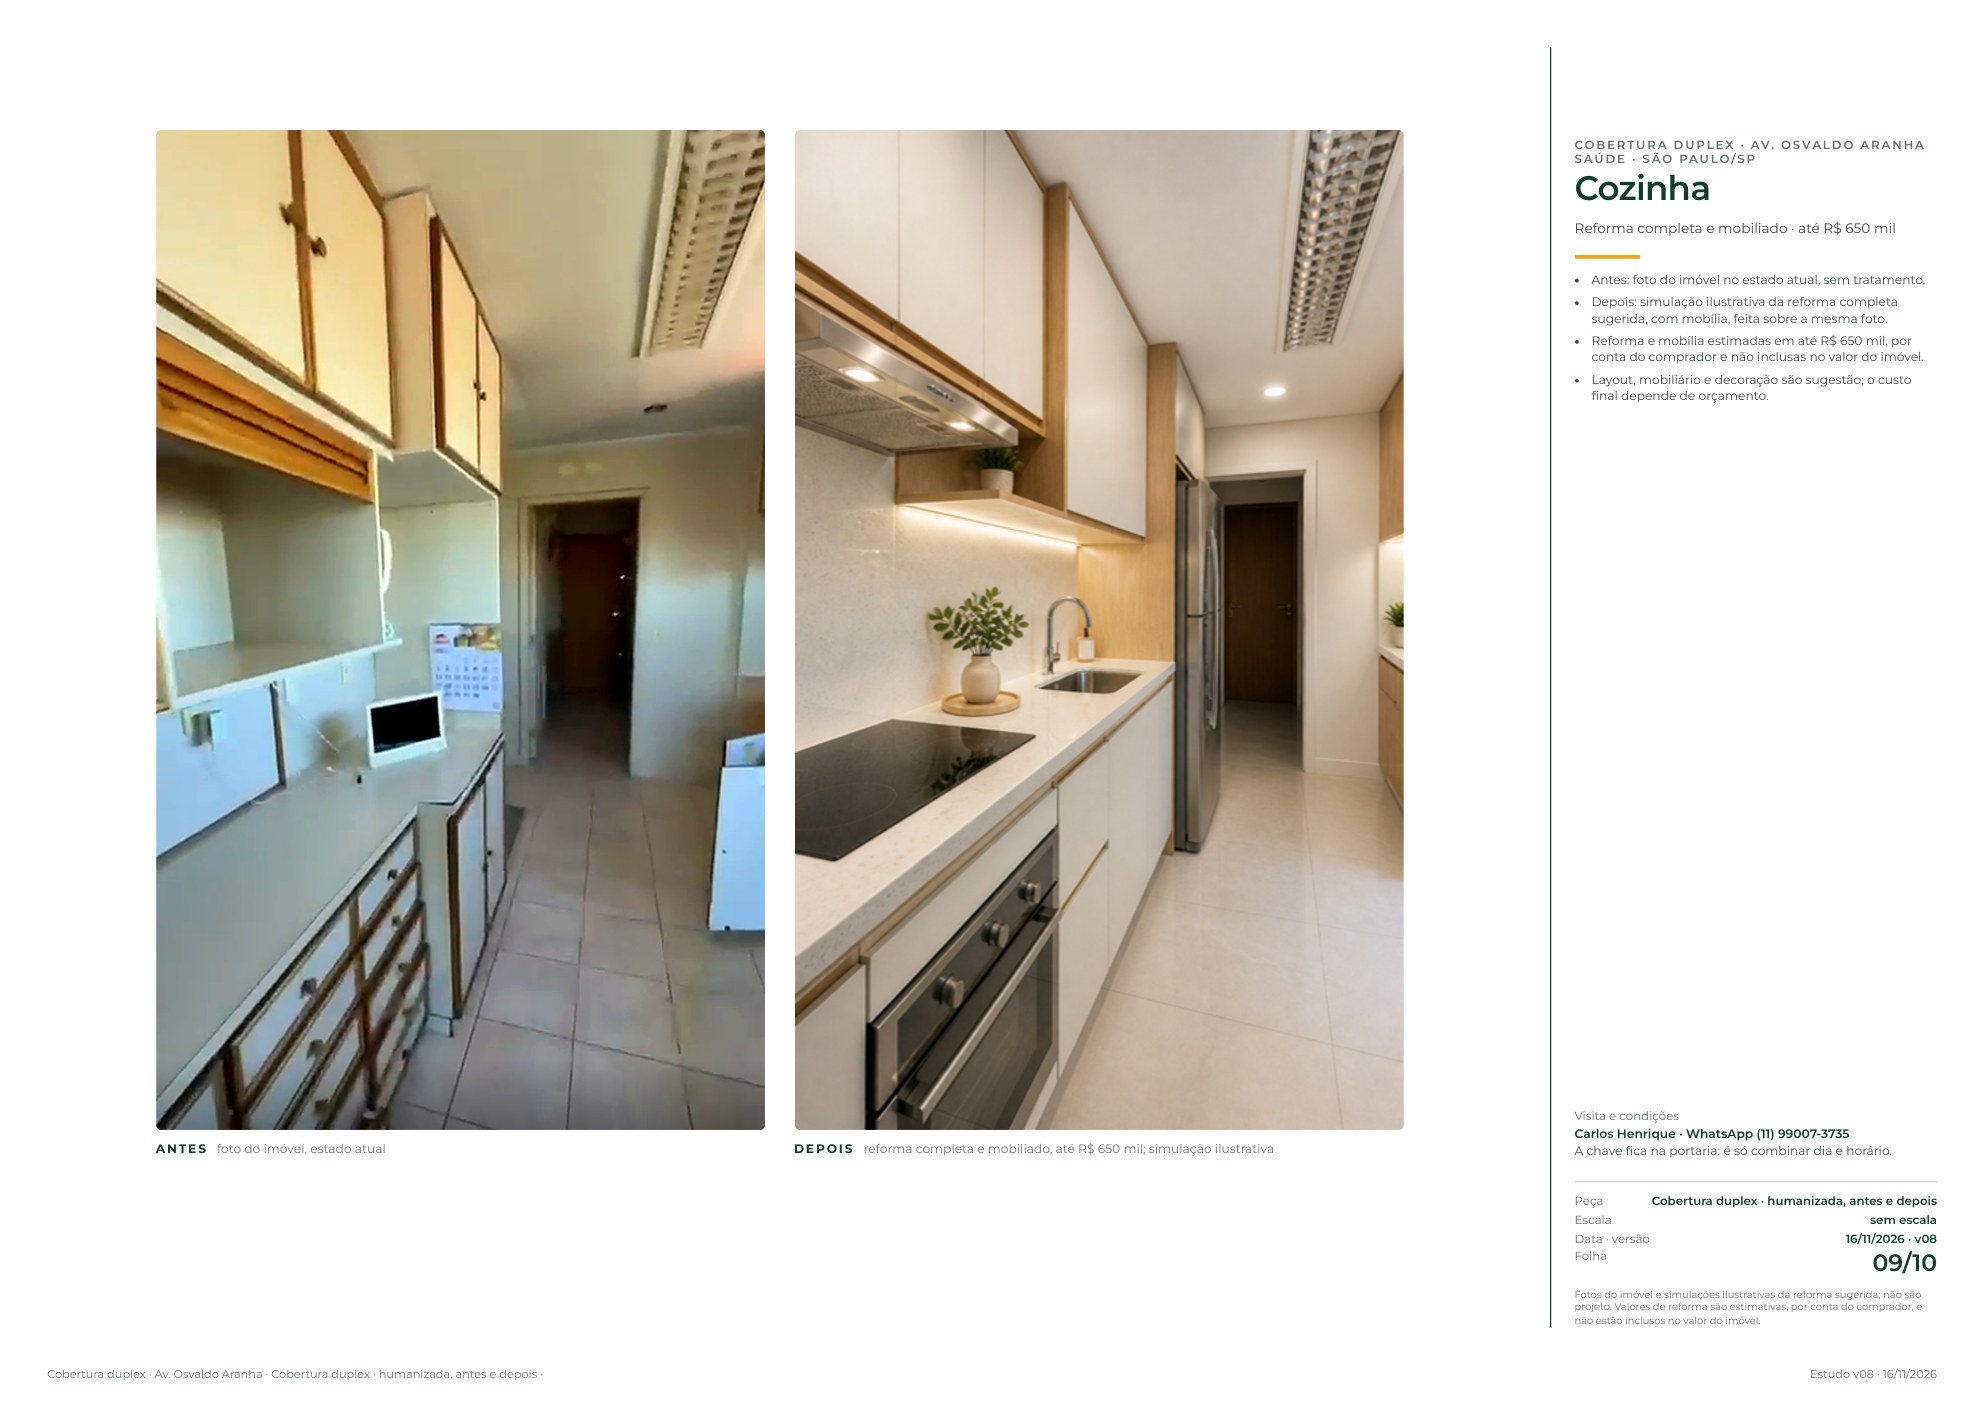 COBERTURA DUPLEX · AV. OSVALDO ARANHA
SAÚDE · SÃO PAULO/SP
Cozinha
Reforma completa e mobiliado · até R$ 650 mil
• Antes: foto do imóvel no estado atual, sem tratamento.
• Depois: simulação ilustrativa da reforma completa
sugerida, com mobília, feita sobre a mesma foto.
• Reforma e mobília estimadas em até R$ 650 mil, por
conta do comprador e não inclusas no valor do imóvel.
• Layout, mobiliário e decoração são sugestão; o custo
final depende de orçamento.
ANTES foto do imóvel, estado atual
DEPOIS reforma completa e mobiliado, até R$ 650 mil; simulação ilustrativa
Visita e condições
Carlos Henrique · WhatsApp (11) 99007-3735
A chave fica na portaria: é só combinar dia e horário.
Peça Cobertura duplex · humanizada, antes e depois
Escala sem escala
Data · versão 16/11/2026 · v08
Folha 09/10
Fotos do imóvel e simulações ilustrativas da reforma sugerida; não são
projeto. Valores de reforma são estimativas, por conta do comprador, e
não estão inclusos no valor do imóvel.
Cobertura duplex · Av. Osvaldo Aranha · Cobertura duplex · humanizada, antes e depois ·
Estudo v08 · 16/11/2026